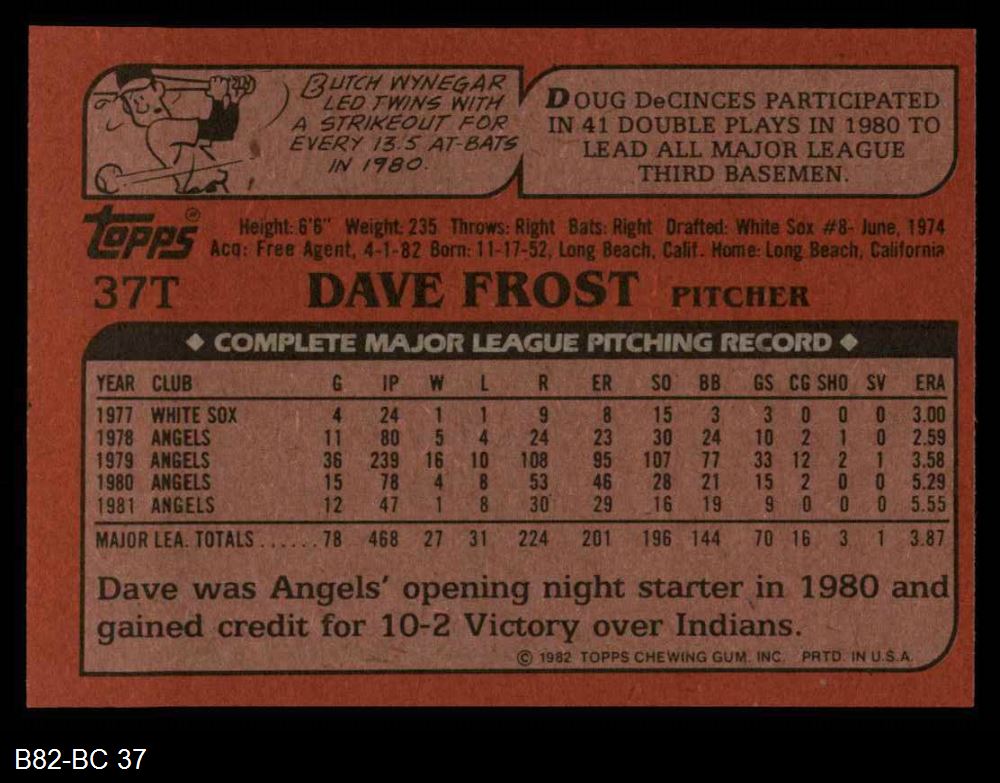 BUTCH WYNEGAR
LED TWINS WITH
A STRIKEOUT FOR
EVERY 13.5 AT-BATS
IN 1980.
DOUG DeCINCES PARTICIPATED
IN 41 DOUBLE PLAYS IN 1980 TO
LEAD ALL MAJOR LEAGUE
THIRD BASEMEN.
Topps®
Height: 6'6" Weight: 235 Throws: Right Bats: Right Drafted: White Sox #8- June, 1974
Acq: Free Agent, 4-1-82 Born: 11-17-52, Long Beach, Calif. Home: Long Beach, California
37T DAVE FROST PITCHER
◆ COMPLETE MAJOR LEAGUE PITCHING RECORD ◆
YEAR CLUB G IP W L R ER SO BB GS CG SHO SV ERA
1977 WHITE SOX 4 24 1 1 9 8 15 3 3 0 0 0 3.00
1978 ANGELS 11 80 5 4 24 23 30 24 10 2 1 0 2.59
1979 ANGELS 36 239 16 10 108 95 107 77 33 12 2 1 3.58
1980 ANGELS 15 78 4 8 53 46 28 21 15 2 0 0 5.29
1981 ANGELS 12 47 1 8 30 29 16 19 9 0 0 0 5.55
MAJOR LEA. TOTALS......78 468 27 31 224 201 196 144 70 16 3 1 3.87
Dave was Angels' opening night starter in 1980 and
gained credit for 10-2 Victory over Indians.
© 1982 TOPPS CHEWING GUM, INC. PRTD. IN U.S.A.
B82-BC 37